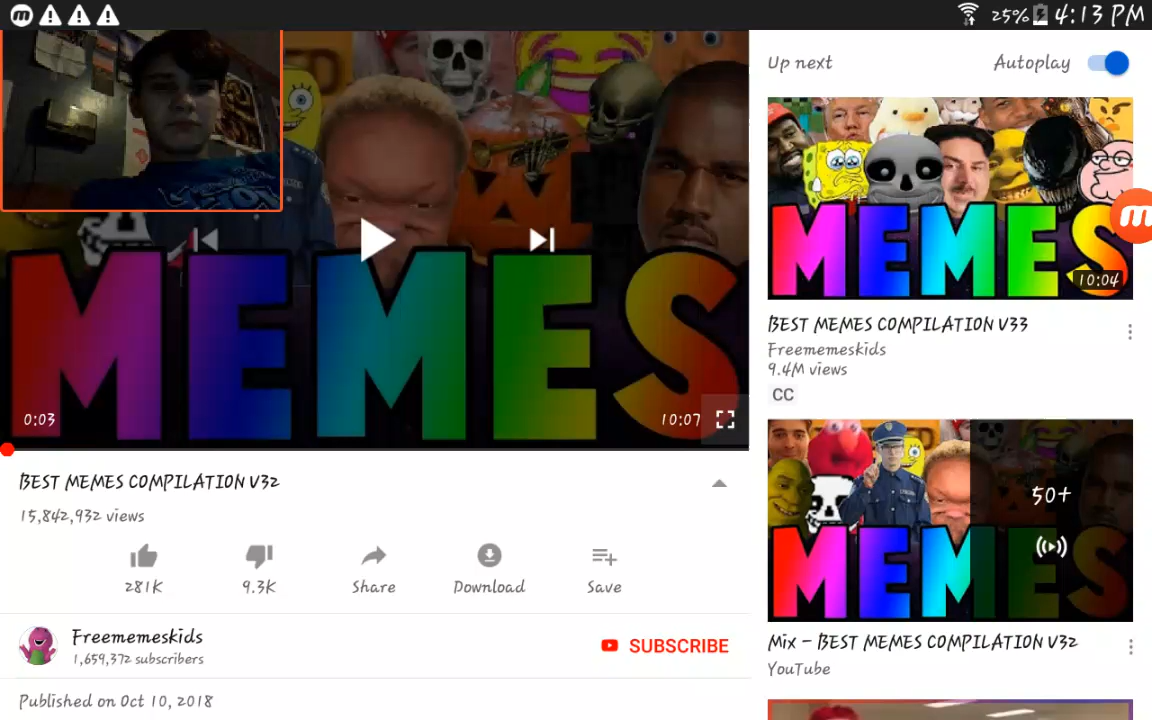 25% 4:13 PM
MEMES
0:03
10:07
BEST MEMES COMPILATION V32
15,842,932 views
281K
9.3K
Share
Download
Save
Freememeskids
1,659,372 subscribers
SUBSCRIBE
Published on Oct 10, 2018
Up next
Autoplay
MEMES
10:04
BEST MEMES COMPILATION V33
Freememeskids
9.4M views
CC
50+
MEMES
Mix - BEST MEMES COMPILATION V32
YouTube